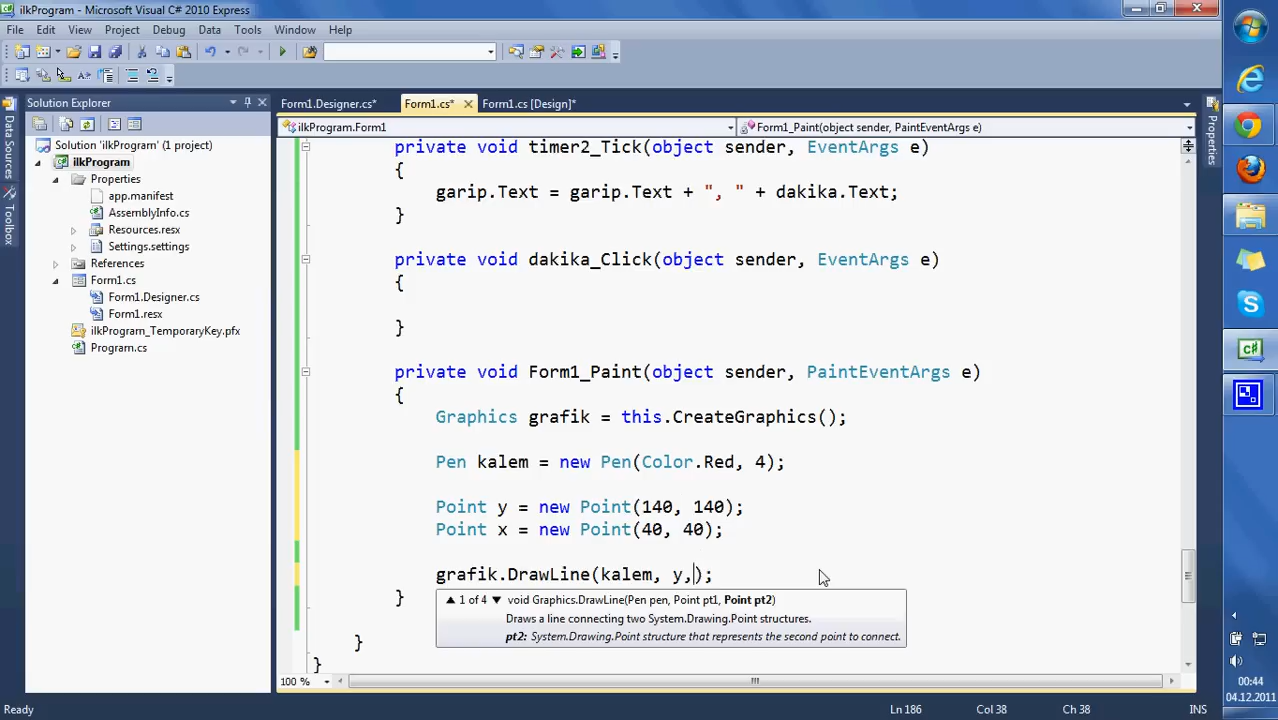 ilkProgram - Microsoft Visual C# 2010 Express
File Edit View Project Debug Data Tools Window Help
Solution Explorer
Form1.Designer.cs* Form1.cs* Form1.cs [Design]*
ilkProgram.Form1 Form1_Paint(object sender, PaintEventArgs e)
Data Sources
Toolbox
Properties
Solution 'ilkProgram' (1 project)
ilkProgram
Properties
app.manifest
AssemblyInfo.cs
Resources.resx
Settings.settings
References
Form1.cs
Form1.Designer.cs
Form1.resx
ilkProgram_TemporaryKey.pfx
Program.cs
private void timer2_Tick(object sender, EventArgs e)
{
garip.Text = garip.Text + ", " + dakika.Text;
}
private void dakika_Click(object sender, EventArgs e)
{
}
private void Form1_Paint(object sender, PaintEventArgs e)
{
Graphics grafik = this.CreateGraphics();
Pen kalem = new Pen(Color.Red, 4);
Point y = new Point(140, 140);
Point x = new Point(40, 40);
grafik.DrawLine(kalem, y,);
}
1 of 4 void Graphics.DrawLine(Pen pen, Point pt1, Point pt2)
Draws a line connecting two System.Drawing.Point structures.
pt2: System.Drawing.Point structure that represents the second point to connect.
}
}
100 %
Ready Ln 186 Col 38 Ch 38 INS
00:44
04.12.2011